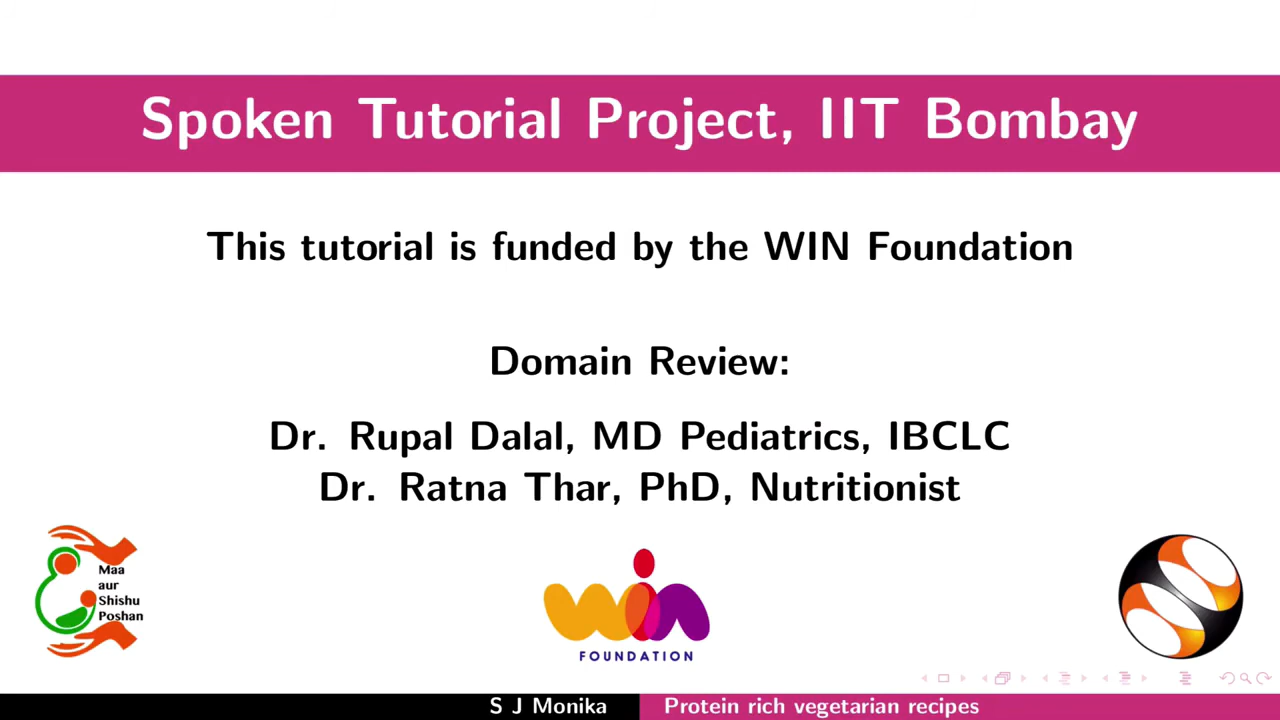 Spoken Tutorial Project, IIT Bombay
This tutorial is funded by the WIN Foundation
Domain Review:
Dr. Rupal Dalal, MD Pediatrics, IBCLC
Dr. Ratna Thar, PhD, Nutritionist
Maa
aur
Shishu
Poshan
win
FOUNDATION
S J Monika
Protein rich vegetarian recipes